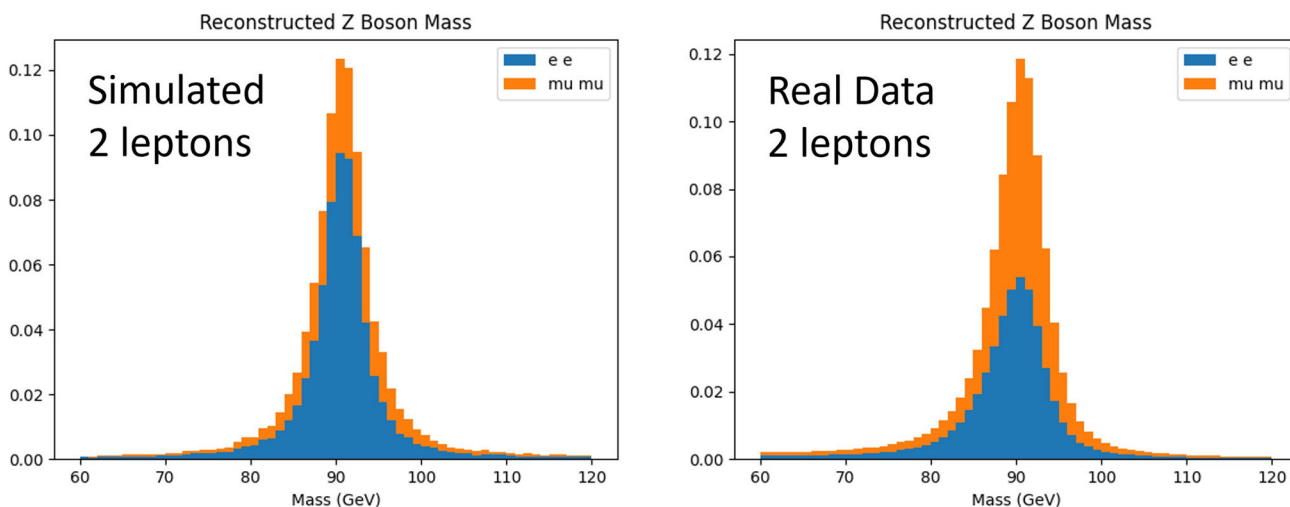 Reconstructed Z Boson Mass
Simulated
2 leptons
e e
mu mu
0.12
0.10
0.08
0.06
0.04
0.02
0.00
60
70
80
90
100
110
120
Mass (GeV)
Reconstructed Z Boson Mass
Real Data
2 leptons
e e
mu mu
0.12
0.10
0.08
0.06
0.04
0.02
0.00
60
70
80
90
100
110
120
Mass (GeV)